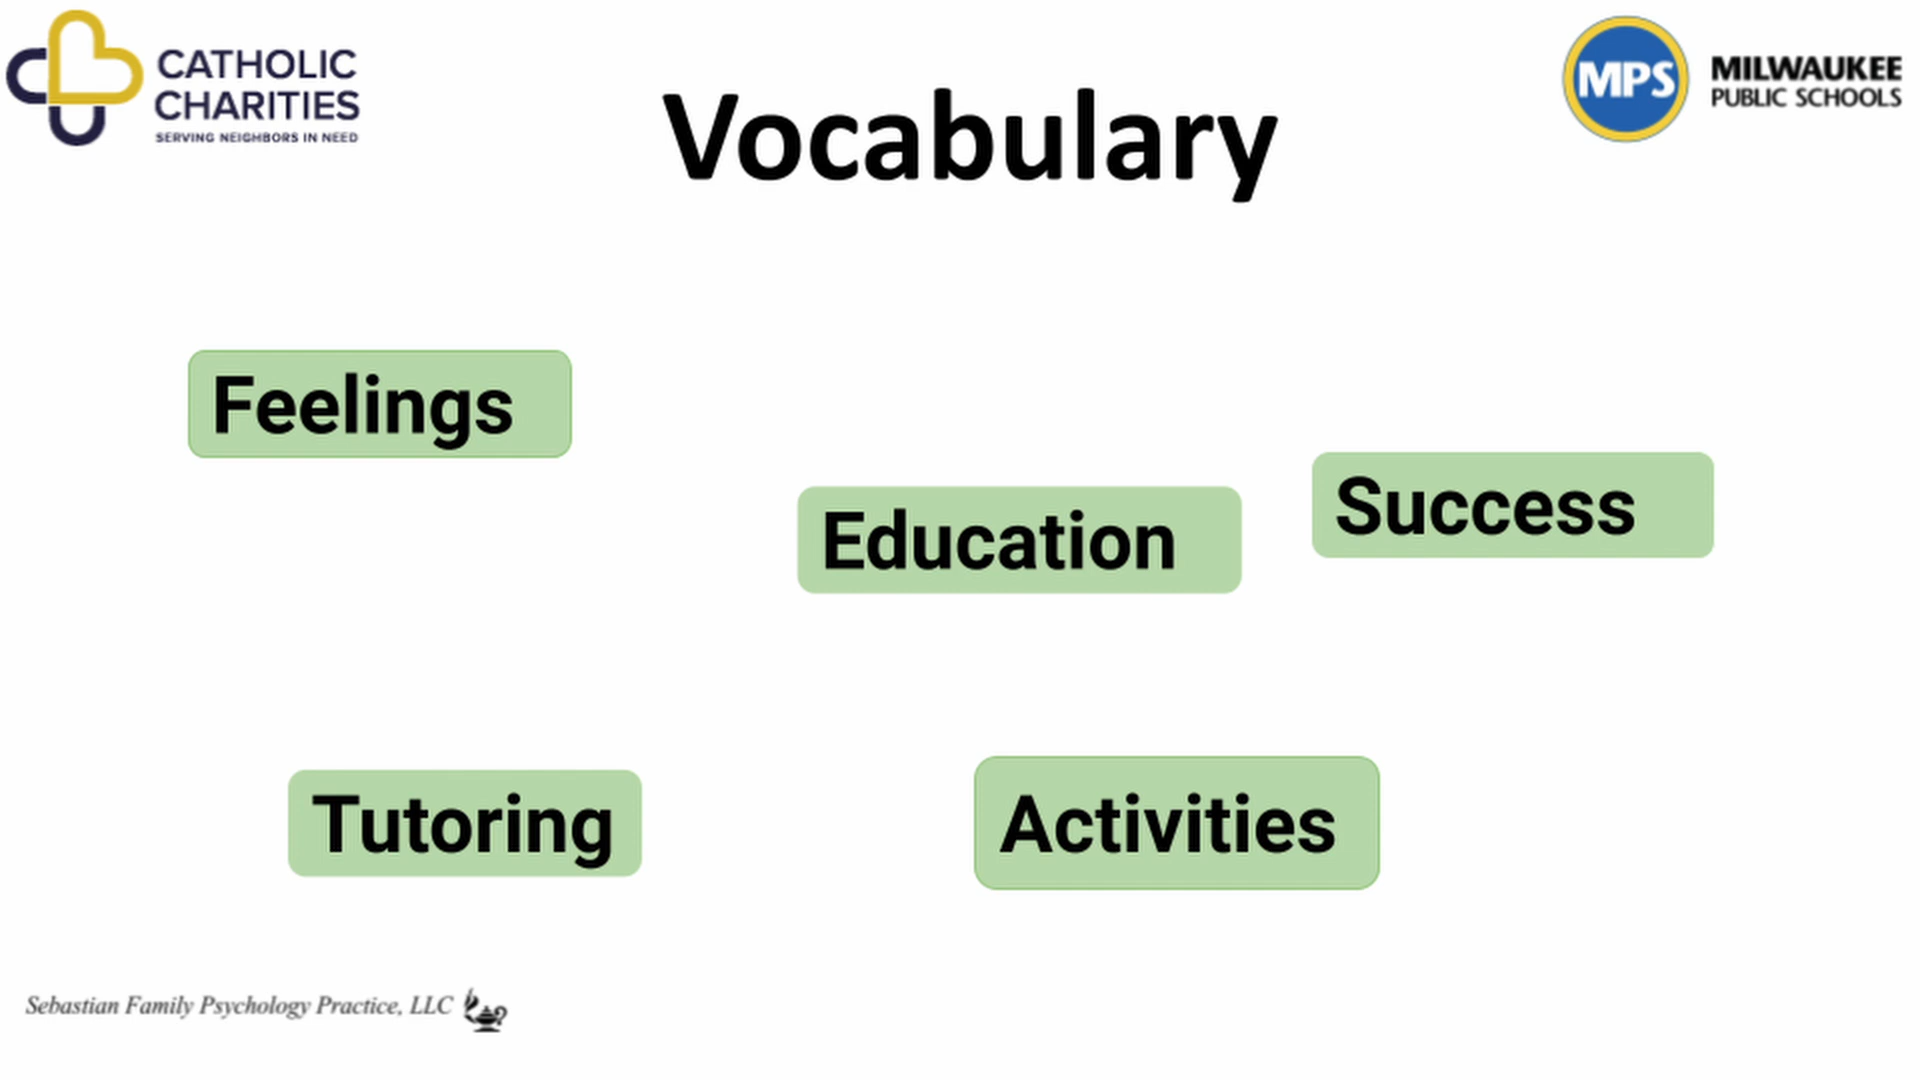 CATHOLIC
CHARITIES
SERVING NEIGHBORS IN NEED
MPS
MILWAUKEE
PUBLIC SCHOOLS
Vocabulary
Feelings
Education
Success
Tutoring
Activities
Sebastian Family Psychology Practice, LLC